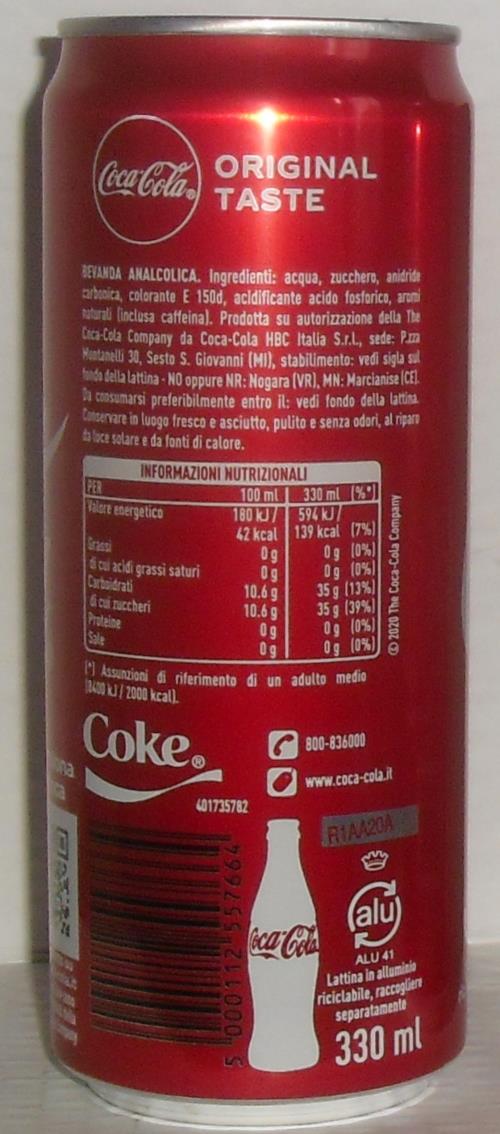 Coca-Cola®
ORIGINAL
TASTE
BEVANDA ANALCOLICA. Ingredienti: acqua, zucchero, anidride
carbonica, colorante E 150d, acidificante acido fosforico, aromi
naturali (inclusa caffeina). Prodotta su autorizzazione della The
Coca-Cola Company da Coca-Cola HBC Italia S.r.l., sede: P.zza
Montanelli 30, Sesto S. Giovanni (MI), stabilimento: vedi sigla sul
fondo della lattina - NO oppure NR: Nogara (VR), MN: Marcianise (CE).
Da consumarsi preferibilmente entro il: vedi fondo della lattina.
Conservare in luogo fresco e asciutto, pulito e senza odori, al riparo
da luce solare e da fonti di calore.
INFORMAZIONI NUTRIZIONALI
PER 100 ml 330 ml (%*)
Valore energetico 180 kJ / 594 kJ /
42 kcal 139 kcal (7%)
Grassi 0 g 0 g (0%)
di cui acidi grassi saturi 0 g 0 g (0%)
Carboidrati 10.6 g 35 g (13%)
di cui zuccheri 10.6 g 35 g (39%)
Proteine 0 g 0 g (0%)
Sale 0 g 0 g (0%)
© 2020 The Coca-Cola Company
(*) Assunzioni di riferimento di un adulto medio
(8400 kJ / 2000 kcal).
Coke®
800-836000
www.coca-cola.it
401735782
5 000112 557664
Coca-Cola
R1AA20A
alu
ALU 41
Lattina in alluminio
riciclabile, raccogliere
separatamente
330 ml